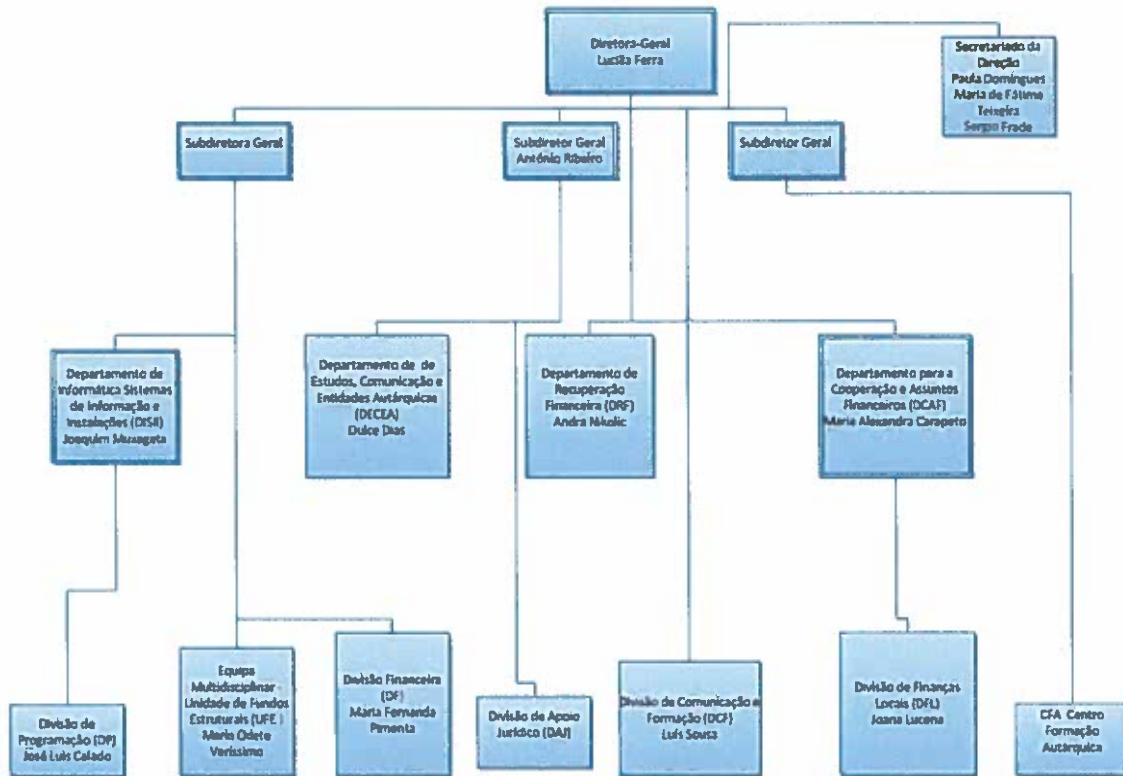 Diretora-Geral
Lucília Ferra
Secretariado da
Direção
Paula Domingues
Maria de Fátima
Teixeira
Sergio Frade
Subdiretora Geral
Subdiretor Geral
António Ribeiro
Subdiretor Geral
Departamento de
Informática Sistemas
de Informação e
Instalações (DISII)
Joaquim Muxagata
Departamento de de
Estudos, Comunicação e
Entidades Autárquicas
(DECEA)
Dulce Dias
Departamento de
Recuperação
Financeira (DRF)
Andra Nikolic
Departamento para a
Cooperação e Assuntos
Financeiros (DCAF)
Maria Alexandra Carapeto
Divisão de
Programação (DP)
José Luis Calado
Equipa
Multidisciplinar -
Unidade de Fundos
Estruturais (UFE )
Maria Odete
Veríssimo
Divisão Financeira
(DF)
Maria Fernanda
Pimenta
Divisão de Apoio
Jurídico (DAJ)
Divisão de Comunicação e
Formação (DCF)
Luís Sousa
Divisão de Finanças
Locais (DFL)
Joana Lucena
CFA Centro
Formação
Autárquica